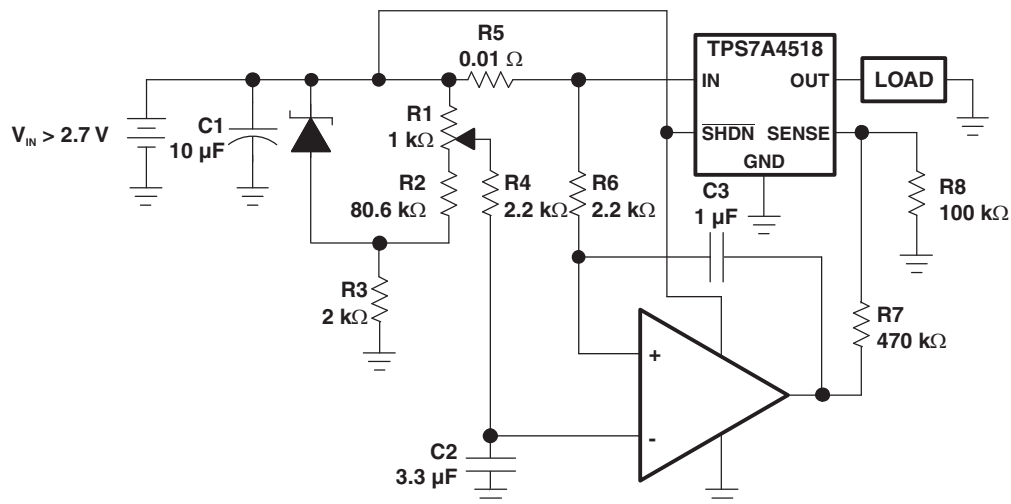 R5
0.01 Ω
TPS7A4518
IN
OUT
LOAD
V_IN > 2.7 V
C1
10 µF
R1
1 kΩ
SHDN
SENSE
GND
R2
80.6 kΩ
R4
2.2 kΩ
R6
2.2 kΩ
C3
1 µF
R8
100 kΩ
R3
2 kΩ
R7
470 kΩ
+
-
C2
3.3 µF